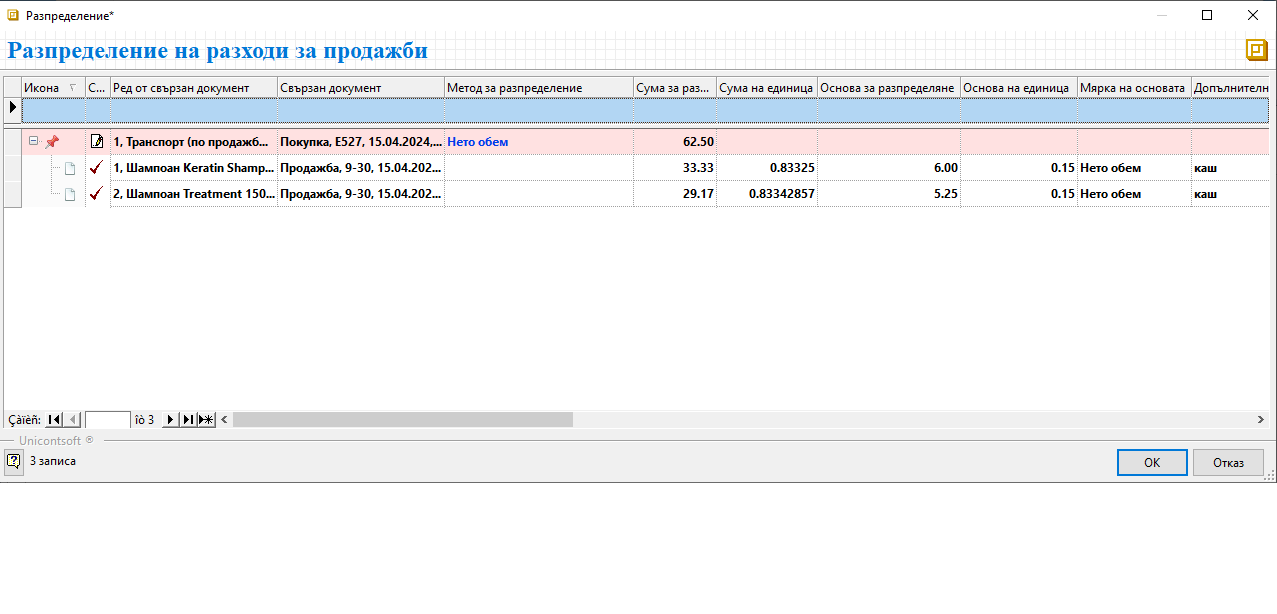 Разпределение*
Разпределение на разходи за продажби
Икона С... Ред от свързан документ Свързан документ Метод за разпределение Сума за раз... Сума на единица Основа за разпределяне Основа на единица Мярка на основата Допълнителн
1, Транспорт (по продажб... Покупка, E527, 15.04.2024,... Нето обем 62.50
1, Шампоан Keratin Shamp... Продажба, 9-30, 15.04.202... 33.33 0.83325 6.00 0.15 Нето обем каш
2, Шампоан Treatment 150... Продажба, 9-30, 15.04.202... 29.17 0.83342857 5.25 0.15 Нето обем каш
Çàïèñ: îò 3
Unicontsoft ®
3 записа
OK Отказ